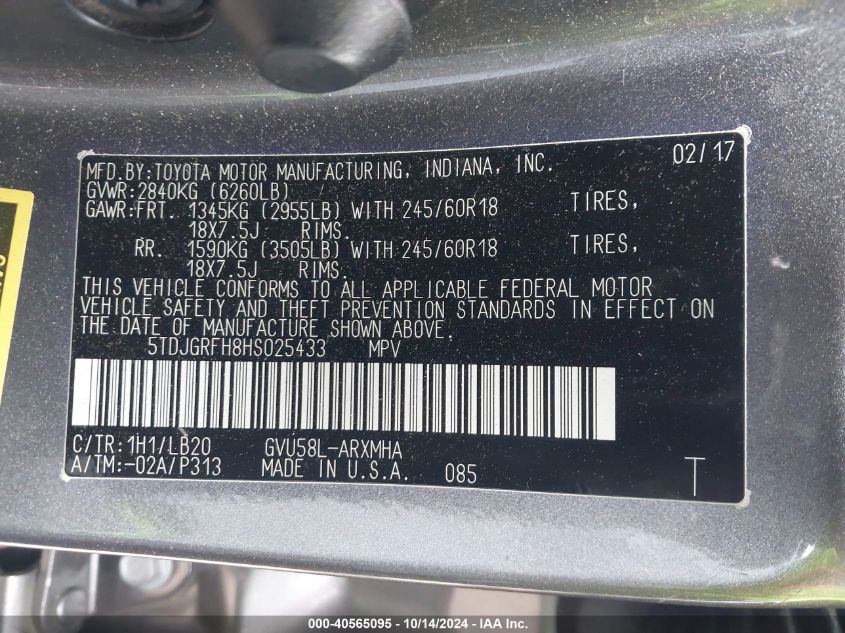 MFD.BY:TOYOTA MOTOR MANUFACTURING, INDIANA, INC. 02/17
GVWR:2840KG (6260LB)
GAWR:FRT. 1345KG (2955LB) WITH 245/60R18 TIRES,
18X7.5J RIMS.
RR. 1590KG (3505LB) WITH 245/60R18 TIRES,
18X7.5J RIMS.
THIS VEHICLE CONFORMS TO ALL APPLICABLE FEDERAL MOTOR
VEHICLE SAFETY AND THEFT PREVENTION STANDARDS IN EFFECT ON
THE DATE OF MANUFACTURE SHOWN ABOVE.
5TDJGRFH8HS025433 MPV
C/TR:1H1/LB20 GVU58L-ARXMHA
A/TM:-02A/P313 MADE IN U.S.A. 085 T
000-40565095 - 10/14/2024 - IAA Inc.